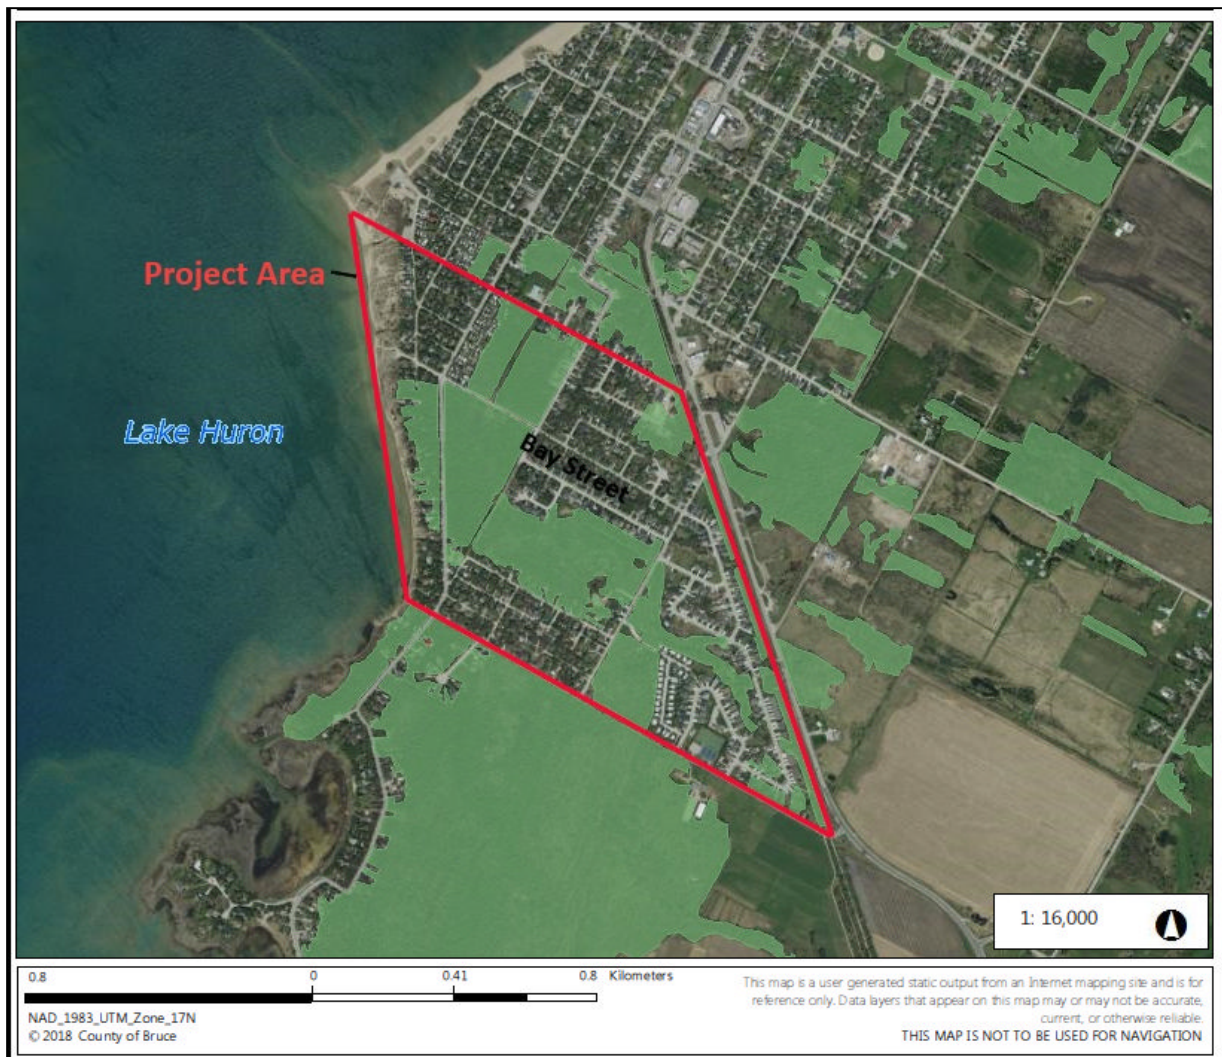 Project Area
Lake Huron
Bay Street
1: 16,000
0.8 0 0.41 0.8 Kilometers
NAD_1983_UTM_Zone_17N
© 2018 County of Bruce
This map is a user generated static output from an Internet mapping site and is for
reference only. Data layers that appear on this map may or may not be accurate,
current, or otherwise reliable.
THIS MAP IS NOT TO BE USED FOR NAVIGATION